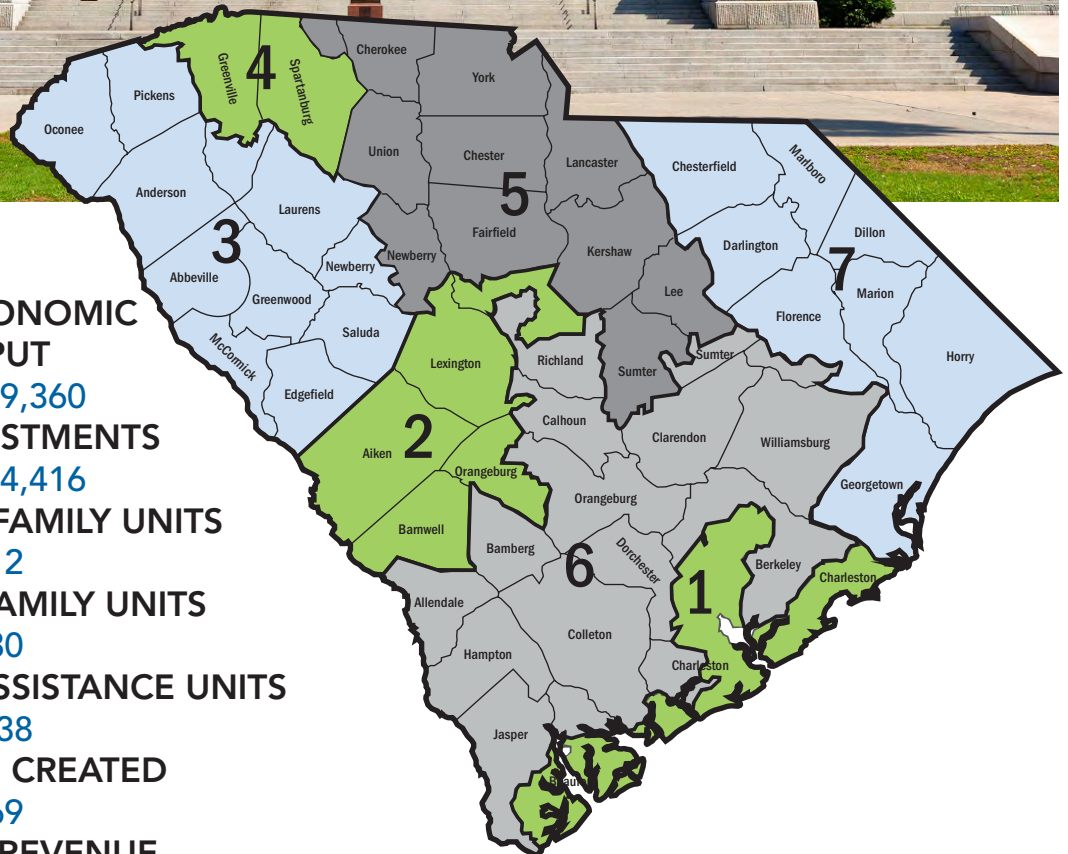 ONOMIC
PUT
9,360
STMENTS
4,416
FAMILY UNITS
12
AMILY UNITS
30
SSISTANCE UNITS
38
CREATED
69
REVENUE
Cherokee
York
Greenville
4
Spartanburg
Pickens
Oconee
Union
Chester
Lancaster
Chesterfield
Marlboro
5
Anderson
Laurens
Fairfield
Kershaw
Darlington
Dillon
3
Newberry
Newberry
7
Abbeville
Greenwood
Lee
Marion
Florence
Saluda
McCormick
Lexington
Richland
Sumter
Sumter
Horry
Edgefield
Calhoun
Clarendon
Williamsburg
2
Aiken
Orangeburg
Orangeburg
Georgetown
Barnwell
Bamberg
6
Dorchester
Berkeley
Charleston
1
Allendale
Colleton
Hampton
Charleston
Jasper